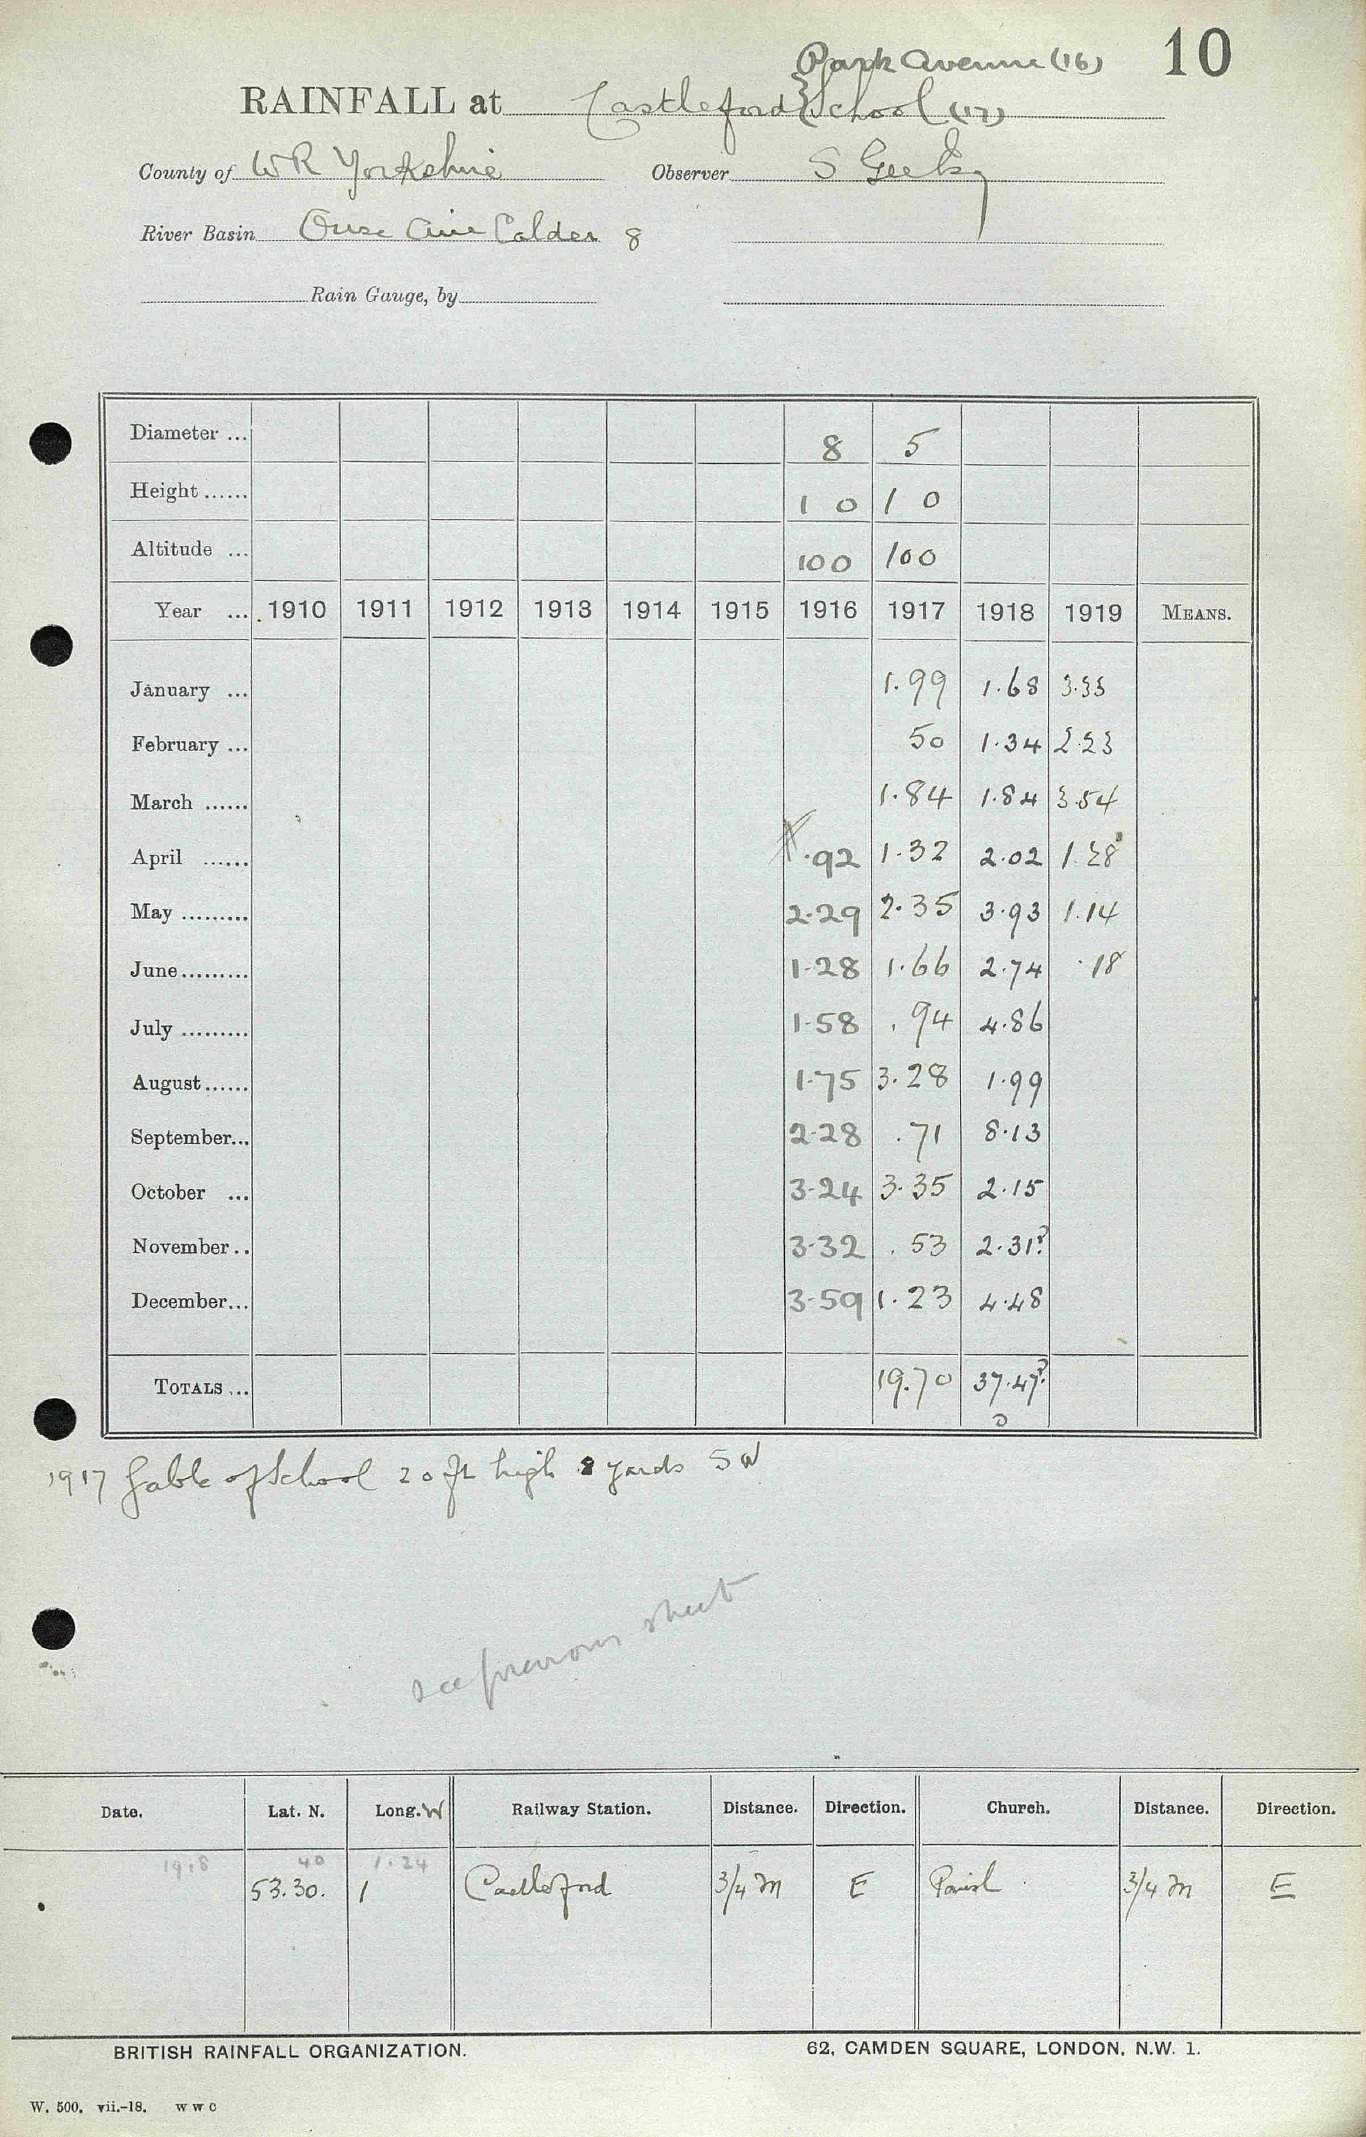 Park Avenue (16) 10
RAINFALL at Castleford School (17)
County of WR Yorkshire Observer S
River Basin Ouse Aire Calder 8
Rain Gauge, by
Diameter ... 8 5
Height ...... 1 0 1 0
Altitude ... 100 100
Year ... 1910 1911 1912 1913 1914 1915 1916 1917 1918 1919 MEANS.
January ... 1.99 1.68 3.33
February ... 50 1.34 2.23
March ...... 1.84 1.84 3.54
April ...... .92 1.32 2.02 1.28
May ......... 2.29 2.35 3.93 1.14
June ......... 1.28 1.66 2.74 .18
July ......... 1.58 .94 4.86
August ...... 1.75 3.28 1.99
September... 2.28 .71 8.13
October ... 3.24 3.35 2.15
November .. 3.32 .53 2.31?
December... 3.59 1.23 4.48
TOTALS ... 19.70 37.47?
1917 Gable of School 20 ft high 8 yards SW
see previous sheet
Date. Lat. N. Long. W Railway Station. Distance. Direction. Church. Distance. Direction.
1918 40 1.24
53.30. 1 Castleford 3/4 m E Parish 3/4 m E
BRITISH RAINFALL ORGANIZATION. 62, CAMDEN SQUARE, LONDON. N.W. 1.
W. 500. vii.-18. W W C